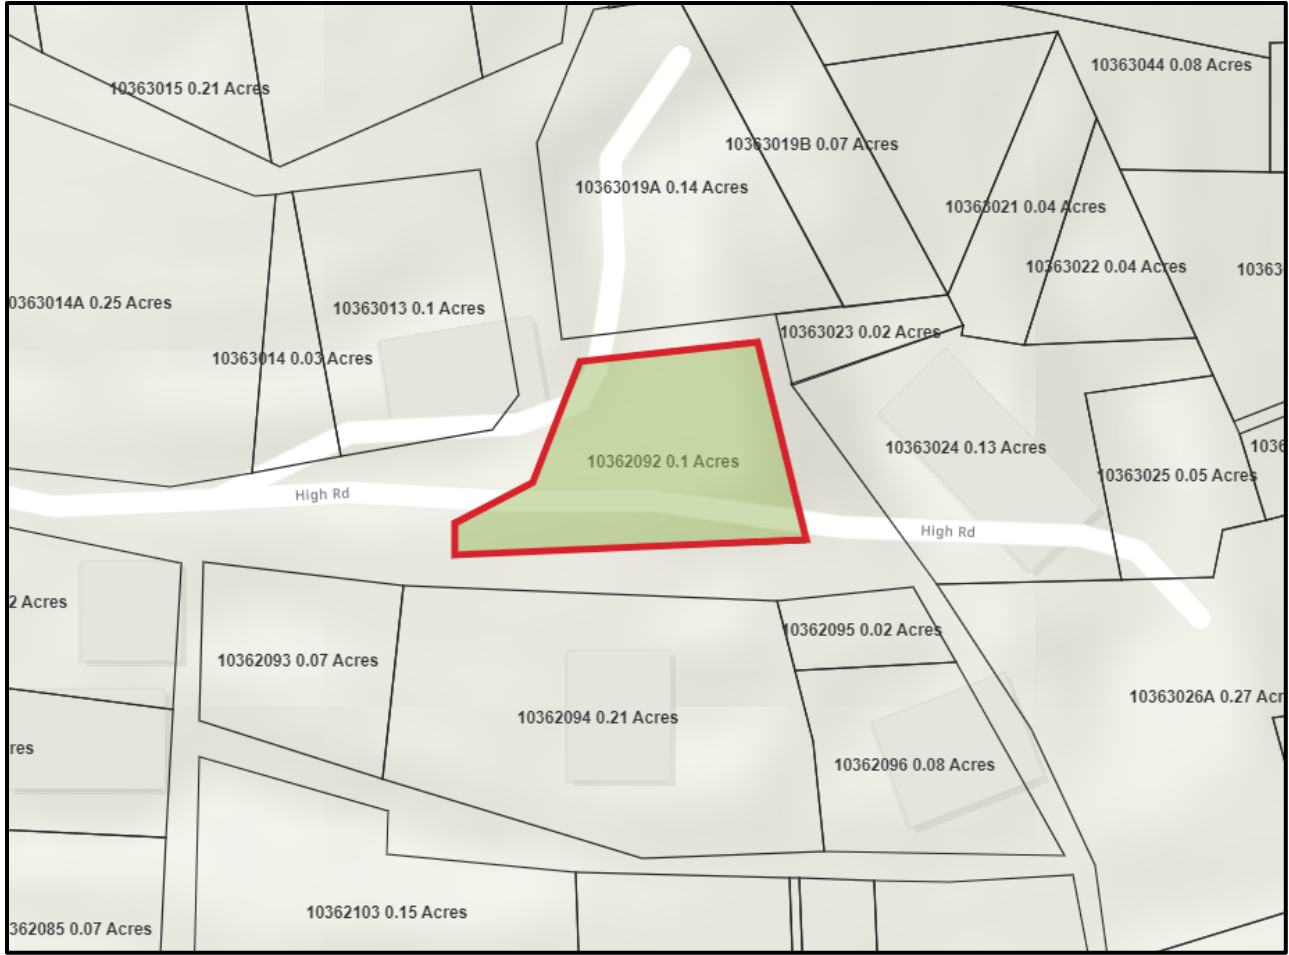 10363044 0.08 Acres
10363015 0.21 Acres
10363019B 0.07 Acres
10363019A 0.14 Acres
10363021 0.04 Acres
10363022 0.04 Acres
10363
0363014A 0.25 Acres
10363013 0.1 Acres
10363023 0.02 Acres
10363014 0.03 Acres
10363024 0.13 Acres
1036
10362092 0.1 Acres
10363025 0.05 Acres
High Rd
High Rd
2 Acres
10362095 0.02 Acres
10362093 0.07 Acres
10363026A 0.27 Acr
10362094 0.21 Acres
res
10362096 0.08 Acres
10362103 0.15 Acres
362085 0.07 Acres